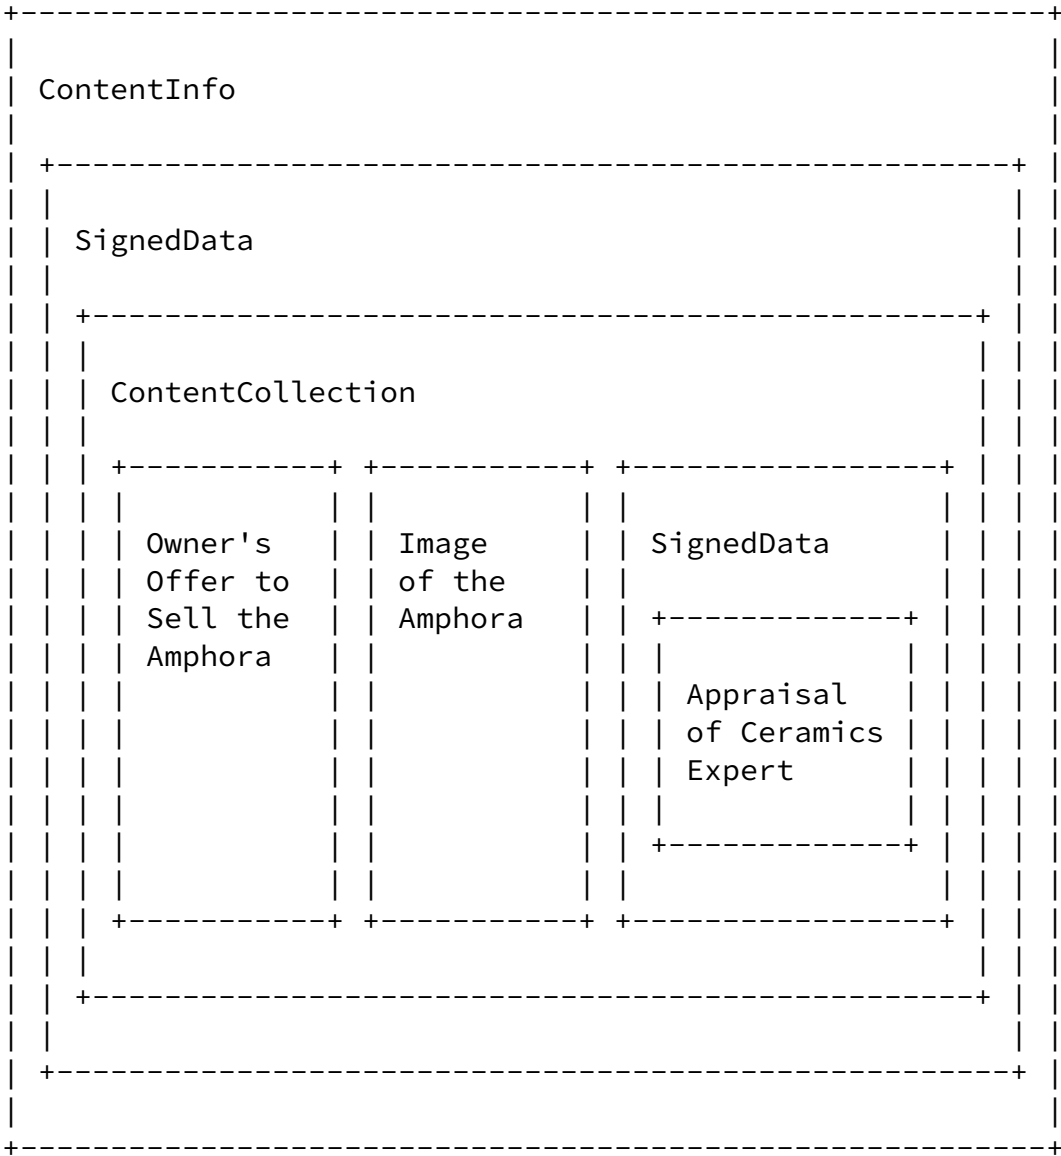 ContentInfo
SignedData
ContentCollection
Owner's
Offer to
Sell the
Amphora
Image
of the
Amphora
SignedData
Appraisal
of Ceramics
Expert